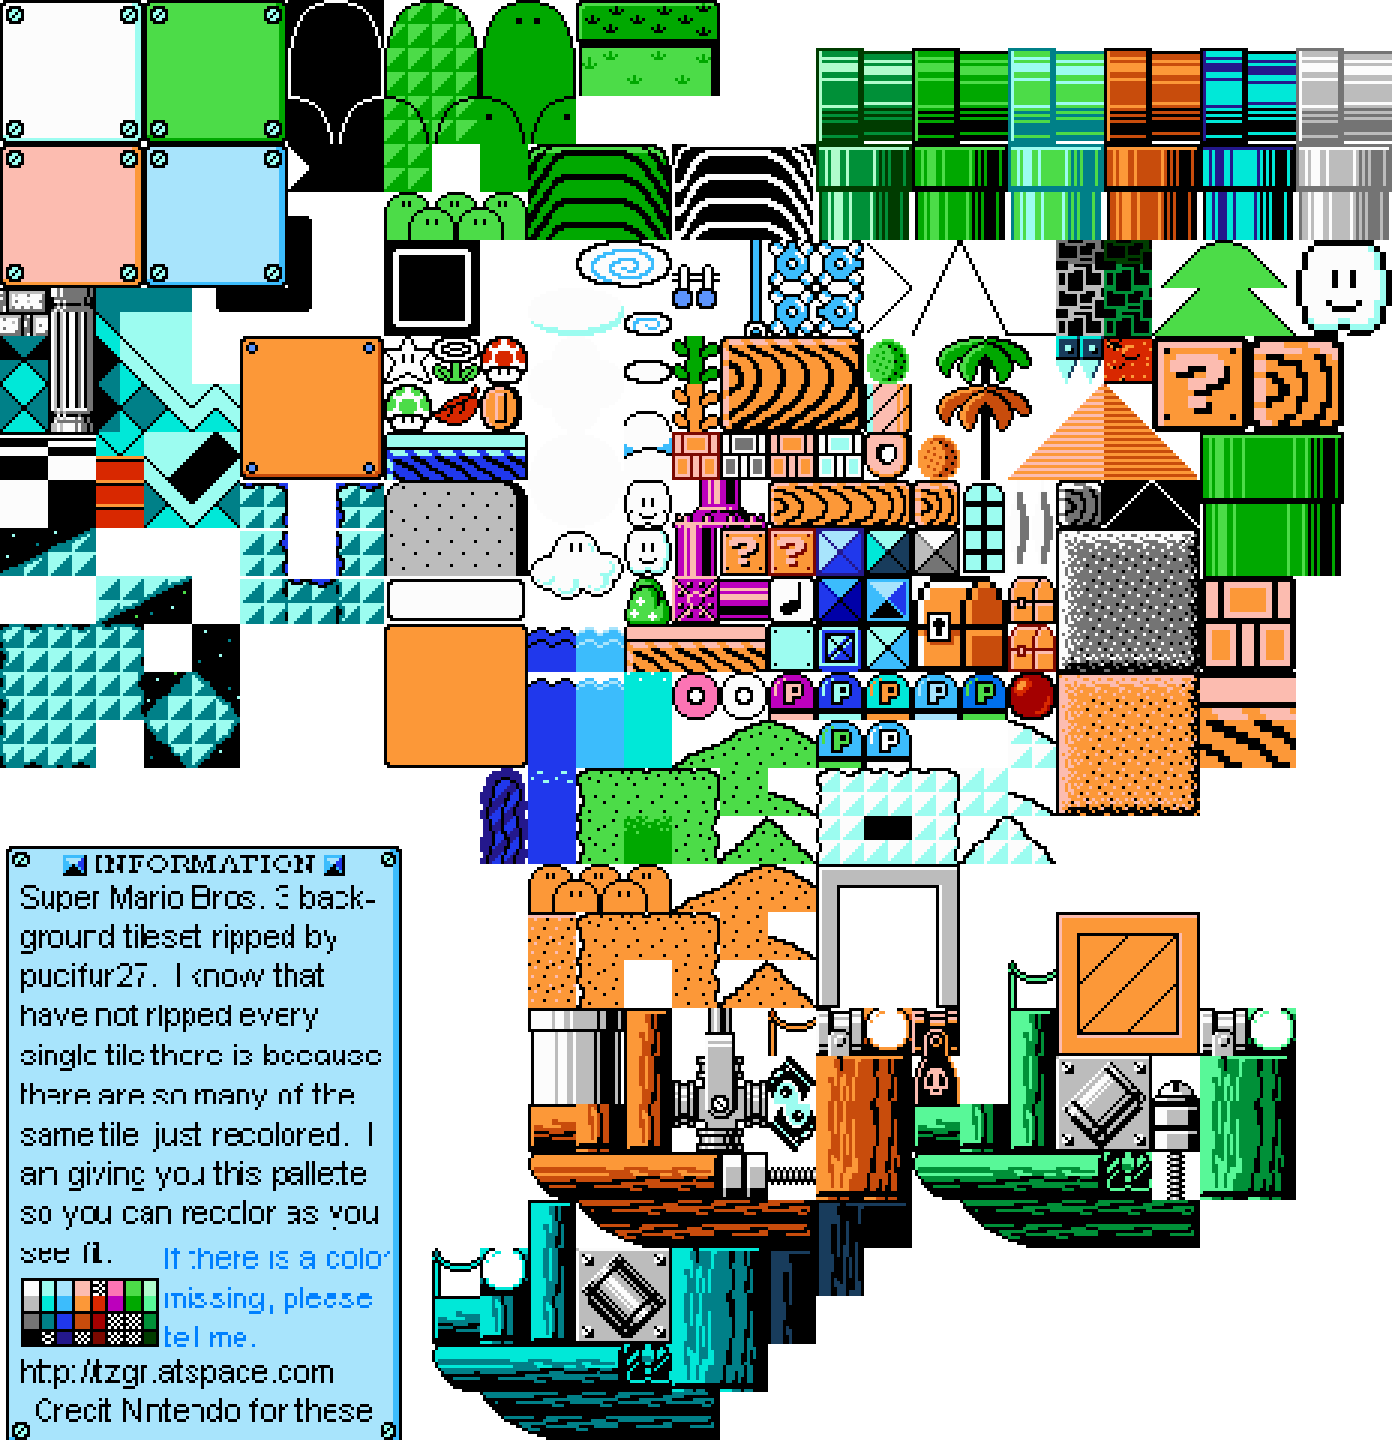 INFORMATION
Super Mario Bros. 3 back-
ground tileset ripped by
pucifur27. I know that
have not ripped every
single tile there is because
there are so many of the
same tile just recolored. I
am giving you this pallette
so you can recolor as you
see fit.
If there is a color
missing, please
tell me.
http://tzgr.atspace.com
Credit Nintendo for these
? ?
? ?
P P P P P
P P